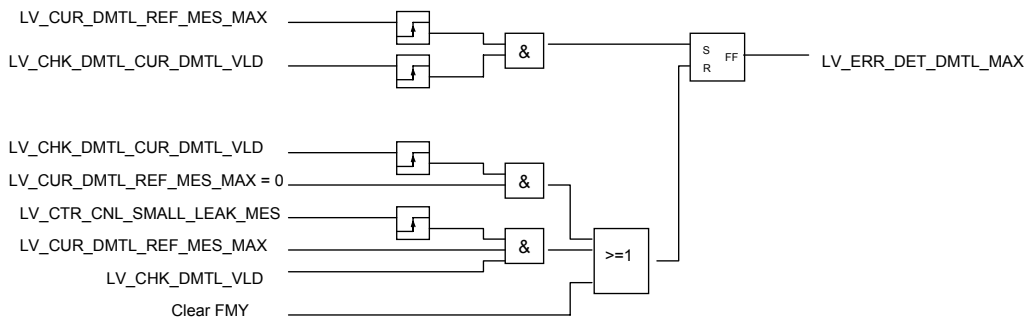 LV_CUR_DMTL_REF_MES_MAX
LV_CHK_DMTL_CUR_DMTL_VLD
&
S
R
FF
LV_ERR_DET_DMTL_MAX
LV_CHK_DMTL_CUR_DMTL_VLD
LV_CUR_DMTL_REF_MES_MAX = 0
&
LV_CTR_CNL_SMALL_LEAK_MES
LV_CUR_DMTL_REF_MES_MAX
&
>=1
LV_CHK_DMTL_VLD
Clear FMY